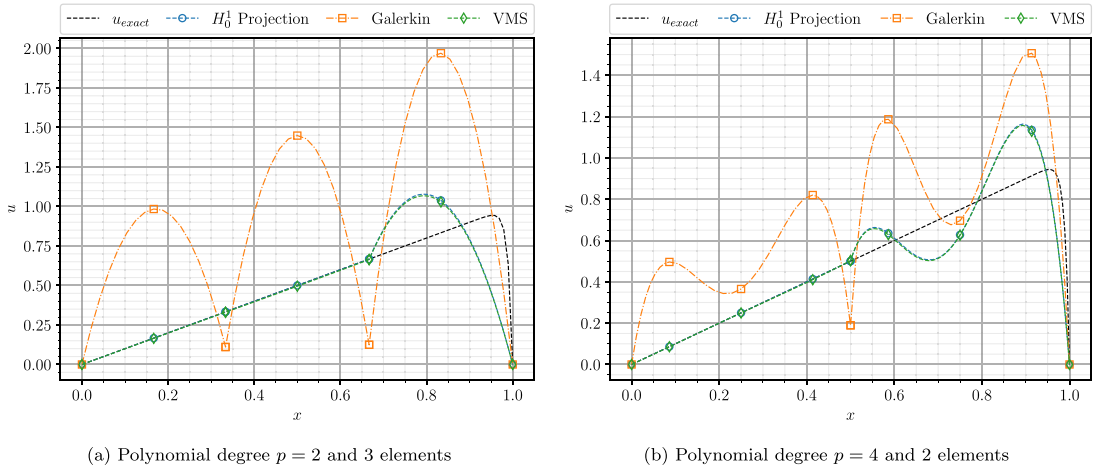 u_exact H_0^1 Projection Galerkin VMS
2.00
1.75
1.50
1.25
1.00
0.75
0.50
0.25
0.00
u
0.0 0.2 0.4 0.6 0.8 1.0
x
(a) Polynomial degree p = 2 and 3 elements
u_exact H_0^1 Projection Galerkin VMS
1.4
1.2
1.0
0.8
0.6
0.4
0.2
0.0
u
0.0 0.2 0.4 0.6 0.8 1.0
x
(b) Polynomial degree p = 4 and 2 elements